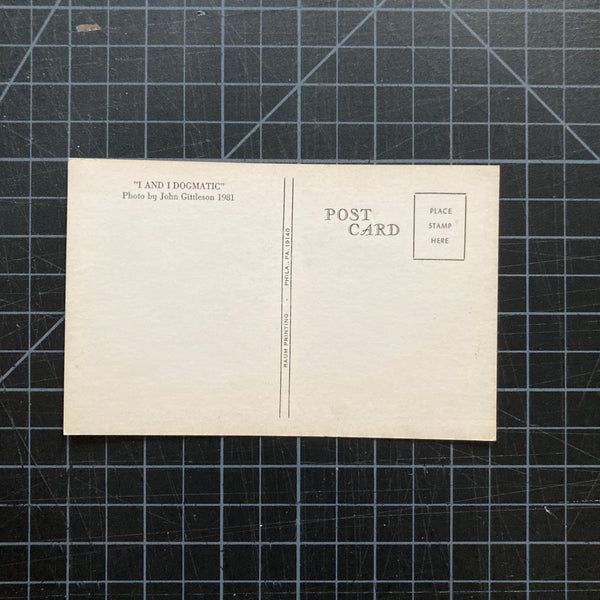 "I AND I DOGMATIC"
Photo by John Gittleson 1981
RAUM PRINTING · PHILA., PA. 19140
POST
CARD
PLACE
STAMP
HERE